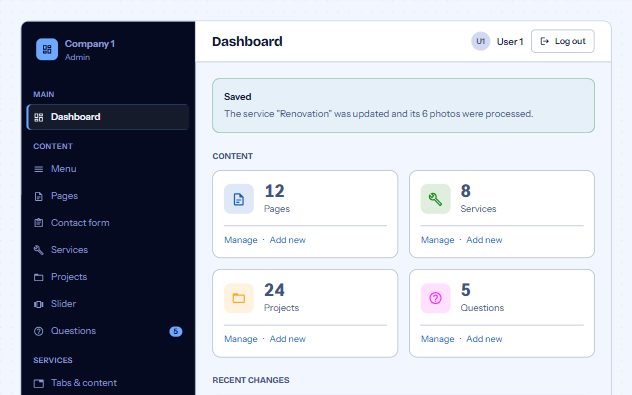 Company 1
Admin
MAIN
Dashboard
CONTENT
Menu
Pages
Contact form
Services
Projects
Slider
Questions 5
SERVICES
Tabs & content
Dashboard
U1 User 1 Log out
Saved
The service "Renovation" was updated and its 6 photos were processed.
CONTENT
12
Pages
Manage · Add new
8
Services
Manage · Add new
24
Projects
Manage · Add new
5
Questions
Manage · Add new
RECENT CHANGES